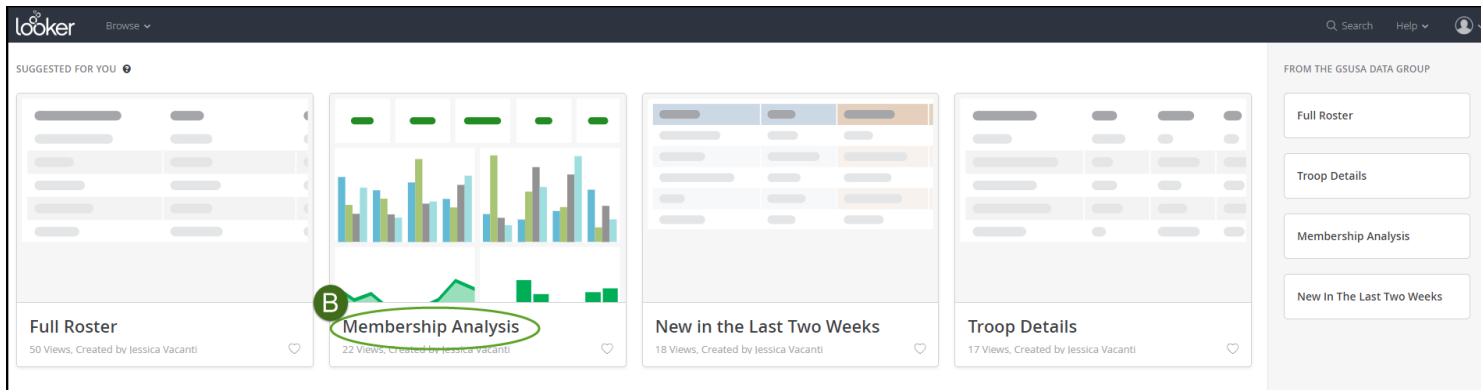 looker
Browse
Search
Help
SUGGESTED FOR YOU ?
Full Roster
50 Views, Created by Jessica Vacanti
B
Membership Analysis
22 Views, Created by Jessica Vacanti
New in the Last Two Weeks
18 Views, Created by Jessica Vacanti
Troop Details
17 Views, Created by Jessica Vacanti
FROM THE GSUSA DATA GROUP
Full Roster
Troop Details
Membership Analysis
New In The Last Two Weeks